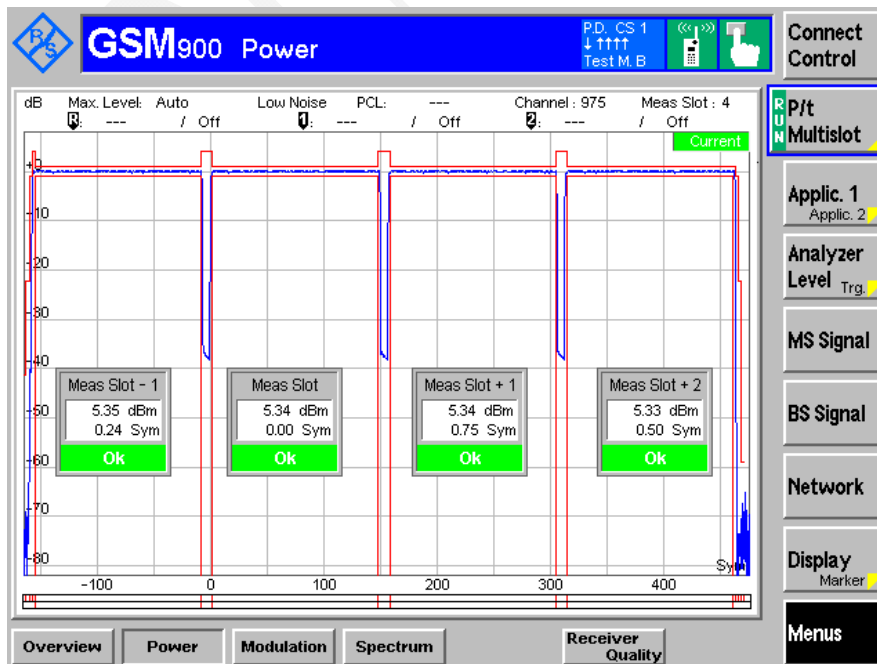 R&S
GSM900 Power
P.D. CS 1
↓ ↑↑↑↑
Test M. B
Connect Control
dB Max. Level: Auto Low Noise PCL: --- Channel : 975 Meas Slot : 4
R: --- / Off 1: --- / Off 2: --- / Off
Current
RUN
P/t Multislot
Applic. 1
Applic. 2
Analyzer Level Trg.
MS Signal
BS Signal
Network
Display
Marker
Menus
+0
-10
-20
-30
-40
-50
-60
-70
-80
Meas Slot - 1
5.35 dBm
0.24 Sym
Ok
Meas Slot
5.34 dBm
0.00 Sym
Ok
Meas Slot + 1
5.34 dBm
0.75 Sym
Ok
Meas Slot + 2
5.33 dBm
0.50 Sym
Ok
-100 0 100 200 300 400
Overview Power Modulation Spectrum Receiver Quality